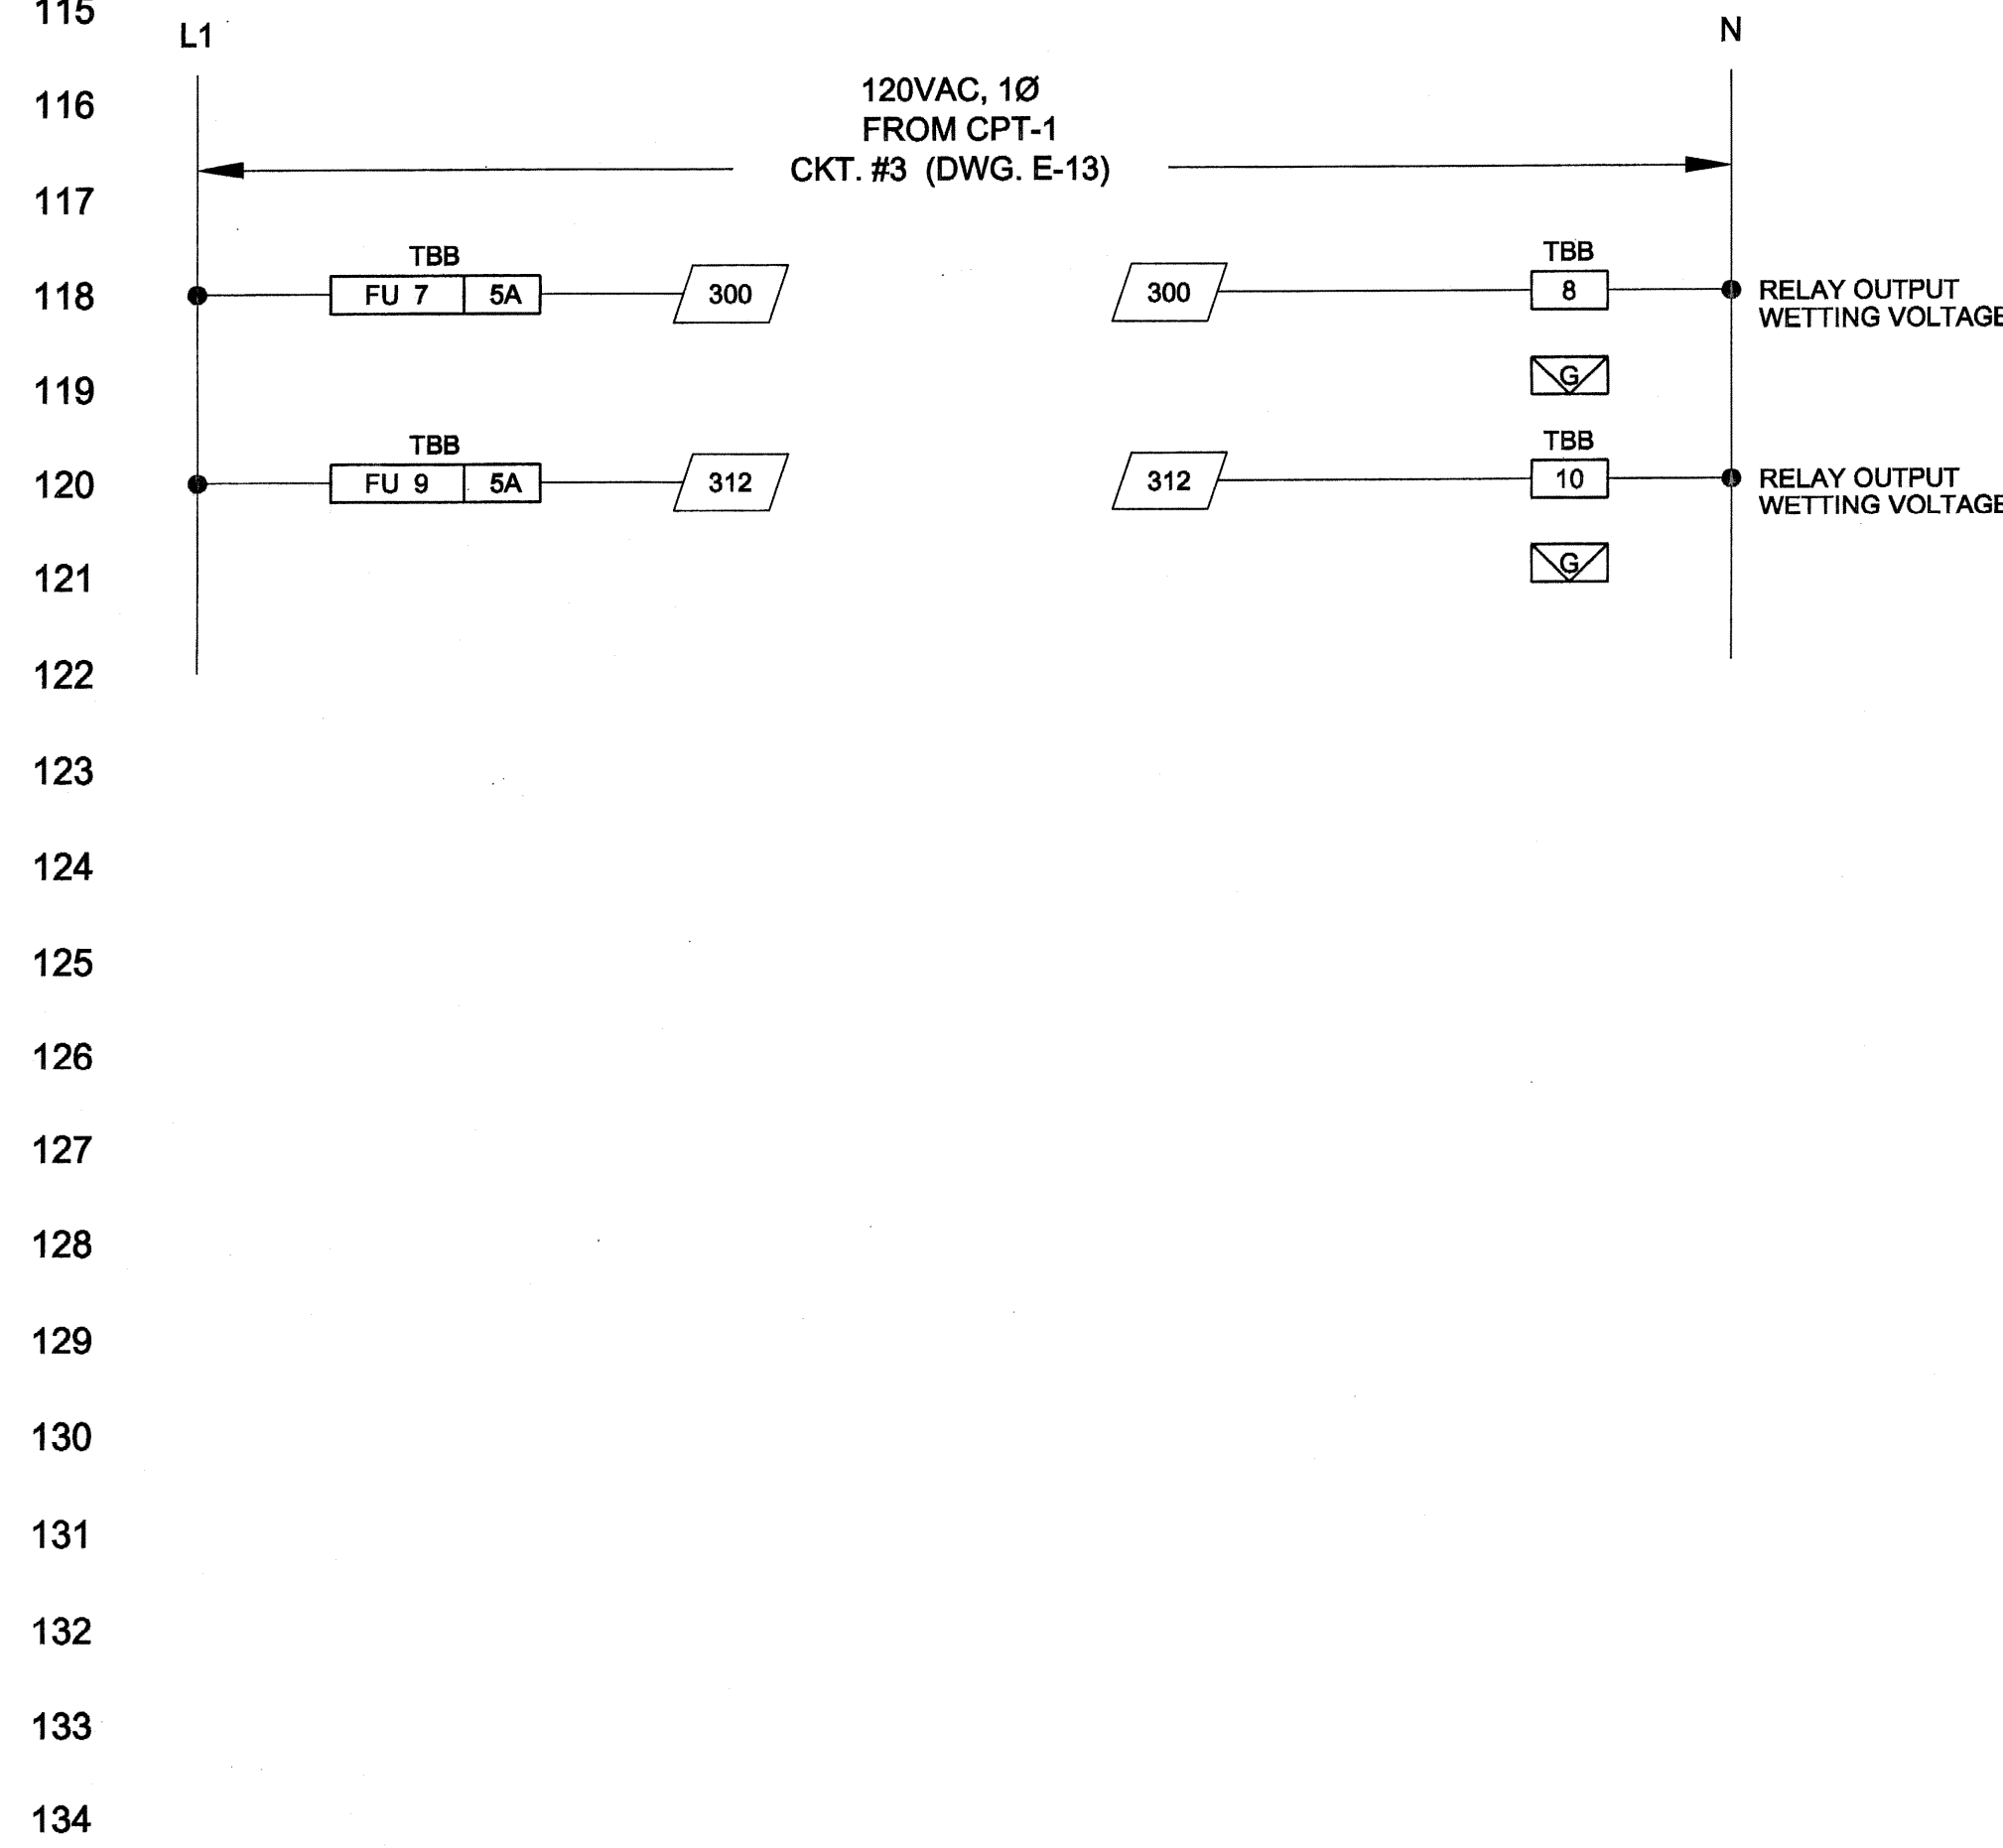 115
L1
N
116
120VAC, 1Ø
FROM CPT-1
CKT. #3 (DWG. E-13)
117
TBB
TBB
118
FU 7
5A
300
300
8
RELAY OUTPUT
WETTING VOLTAGE
119
G
TBB
TBB
120
FU 9
5A
312
312
10
RELAY OUTPUT
WETTING VOLTAGE
121
G
122
123
124
125
126
127
128
129
130
131
132
133
134